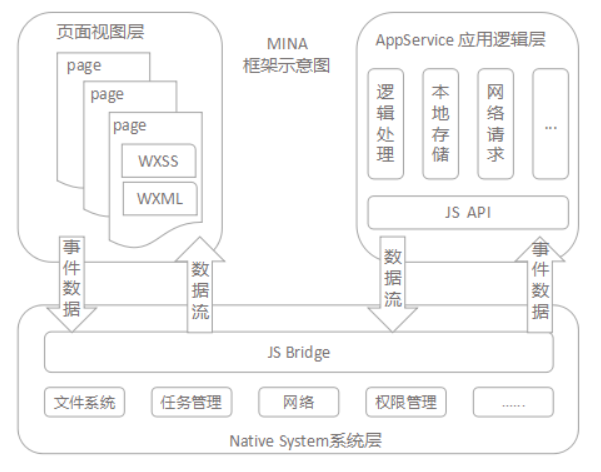 页面视图层
page
page
page
WXSS
WXML
MINA
框架示意图
AppService 应用逻辑层
逻辑处理
本地存储
网络请求
...
JS API
事件数据
数据流
数据流
事件数据
JS Bridge
文件系统
任务管理
网络
权限管理
......
Native System系统层